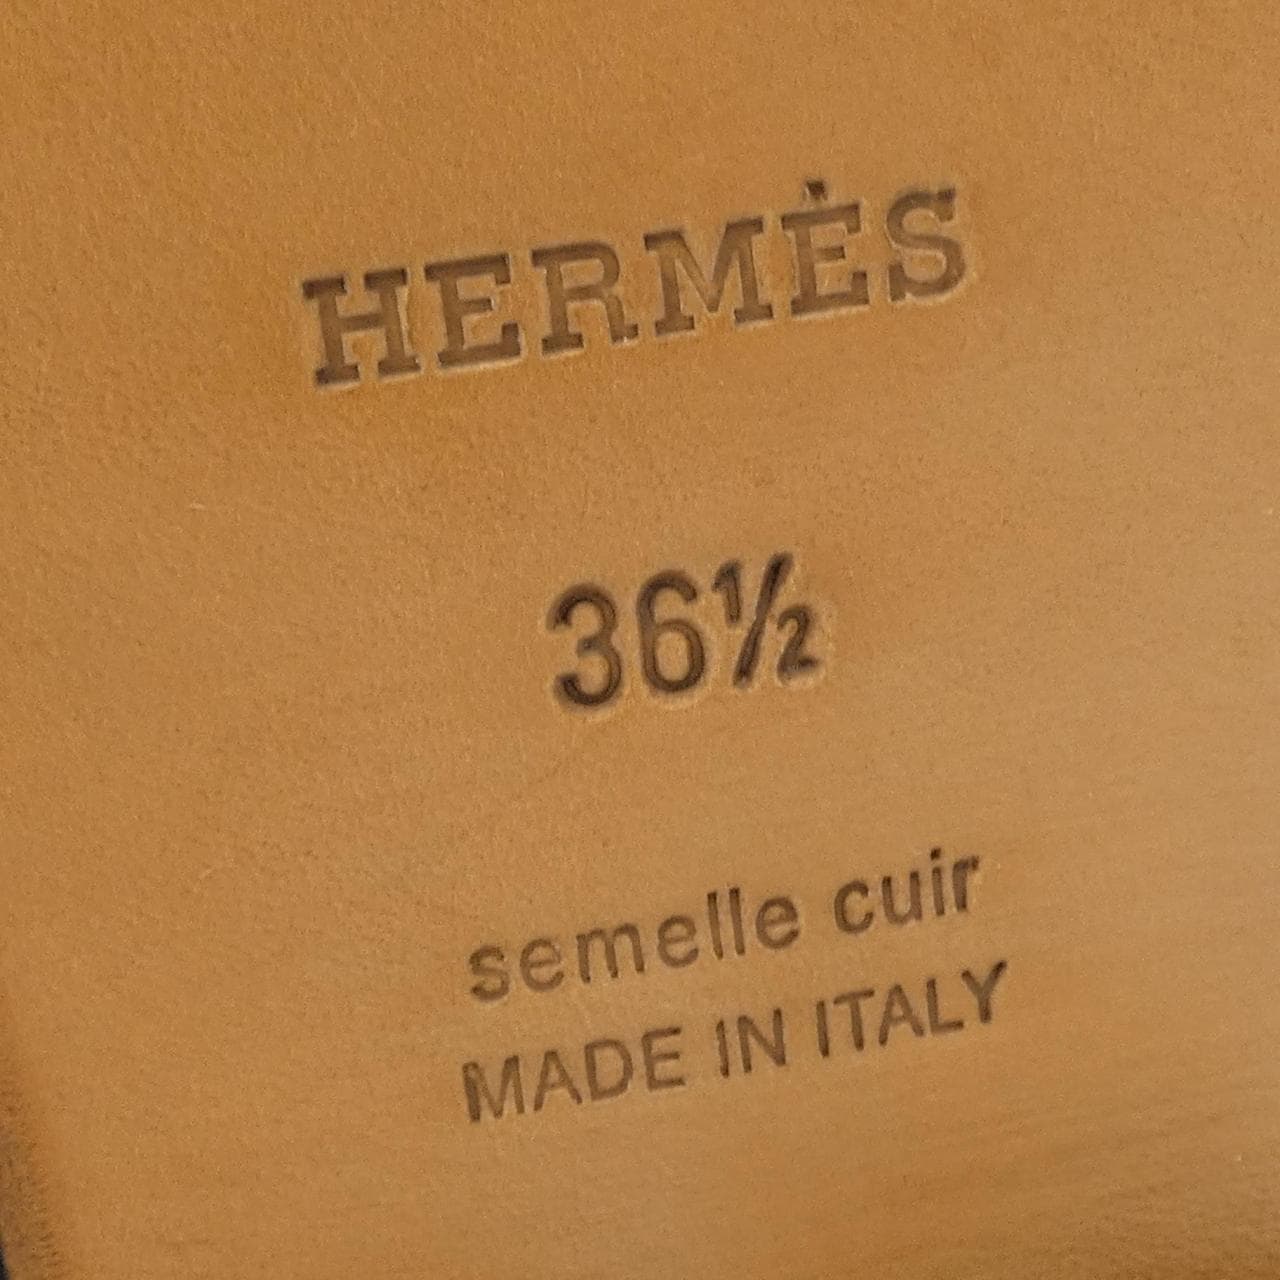 HERMÈS
36½
semelle cuir
MADE IN ITALY